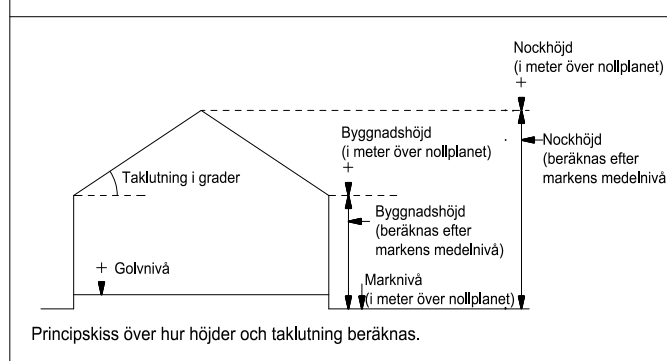 Nockhöjd
(i meter över nollplanet)
+
Byggnadshöjd
(i meter över nollplanet)
+
Nockhöjd
(beräknas efter
markens medelnivå
Taklutning i grader
Byggnadshöjd
(beräknas efter
markens medelnivå)
+ Golvnivå
Marknivå
(i meter över nollplanet)
Principskiss över hur höjder och taklutning beräknas.